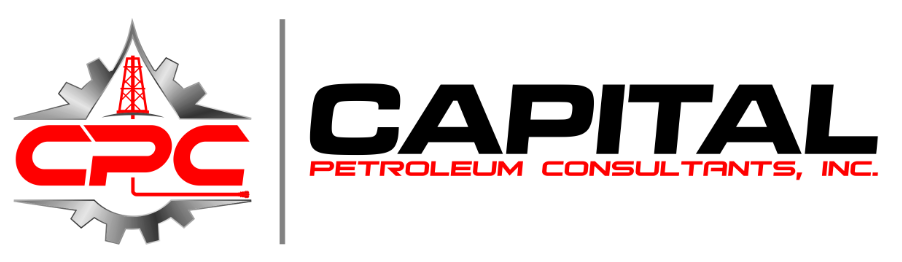 CPC
CAPITAL
PETROLEUM CONSULTANTS, INC.